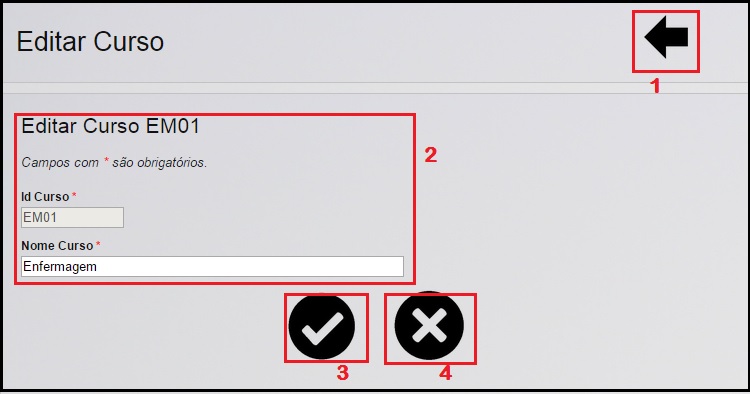 Editar Curso
1
Editar Curso EM01
2
Campos com * são obrigatórios.
Id Curso *
EM01
Nome Curso *
Enfermagem
3
4